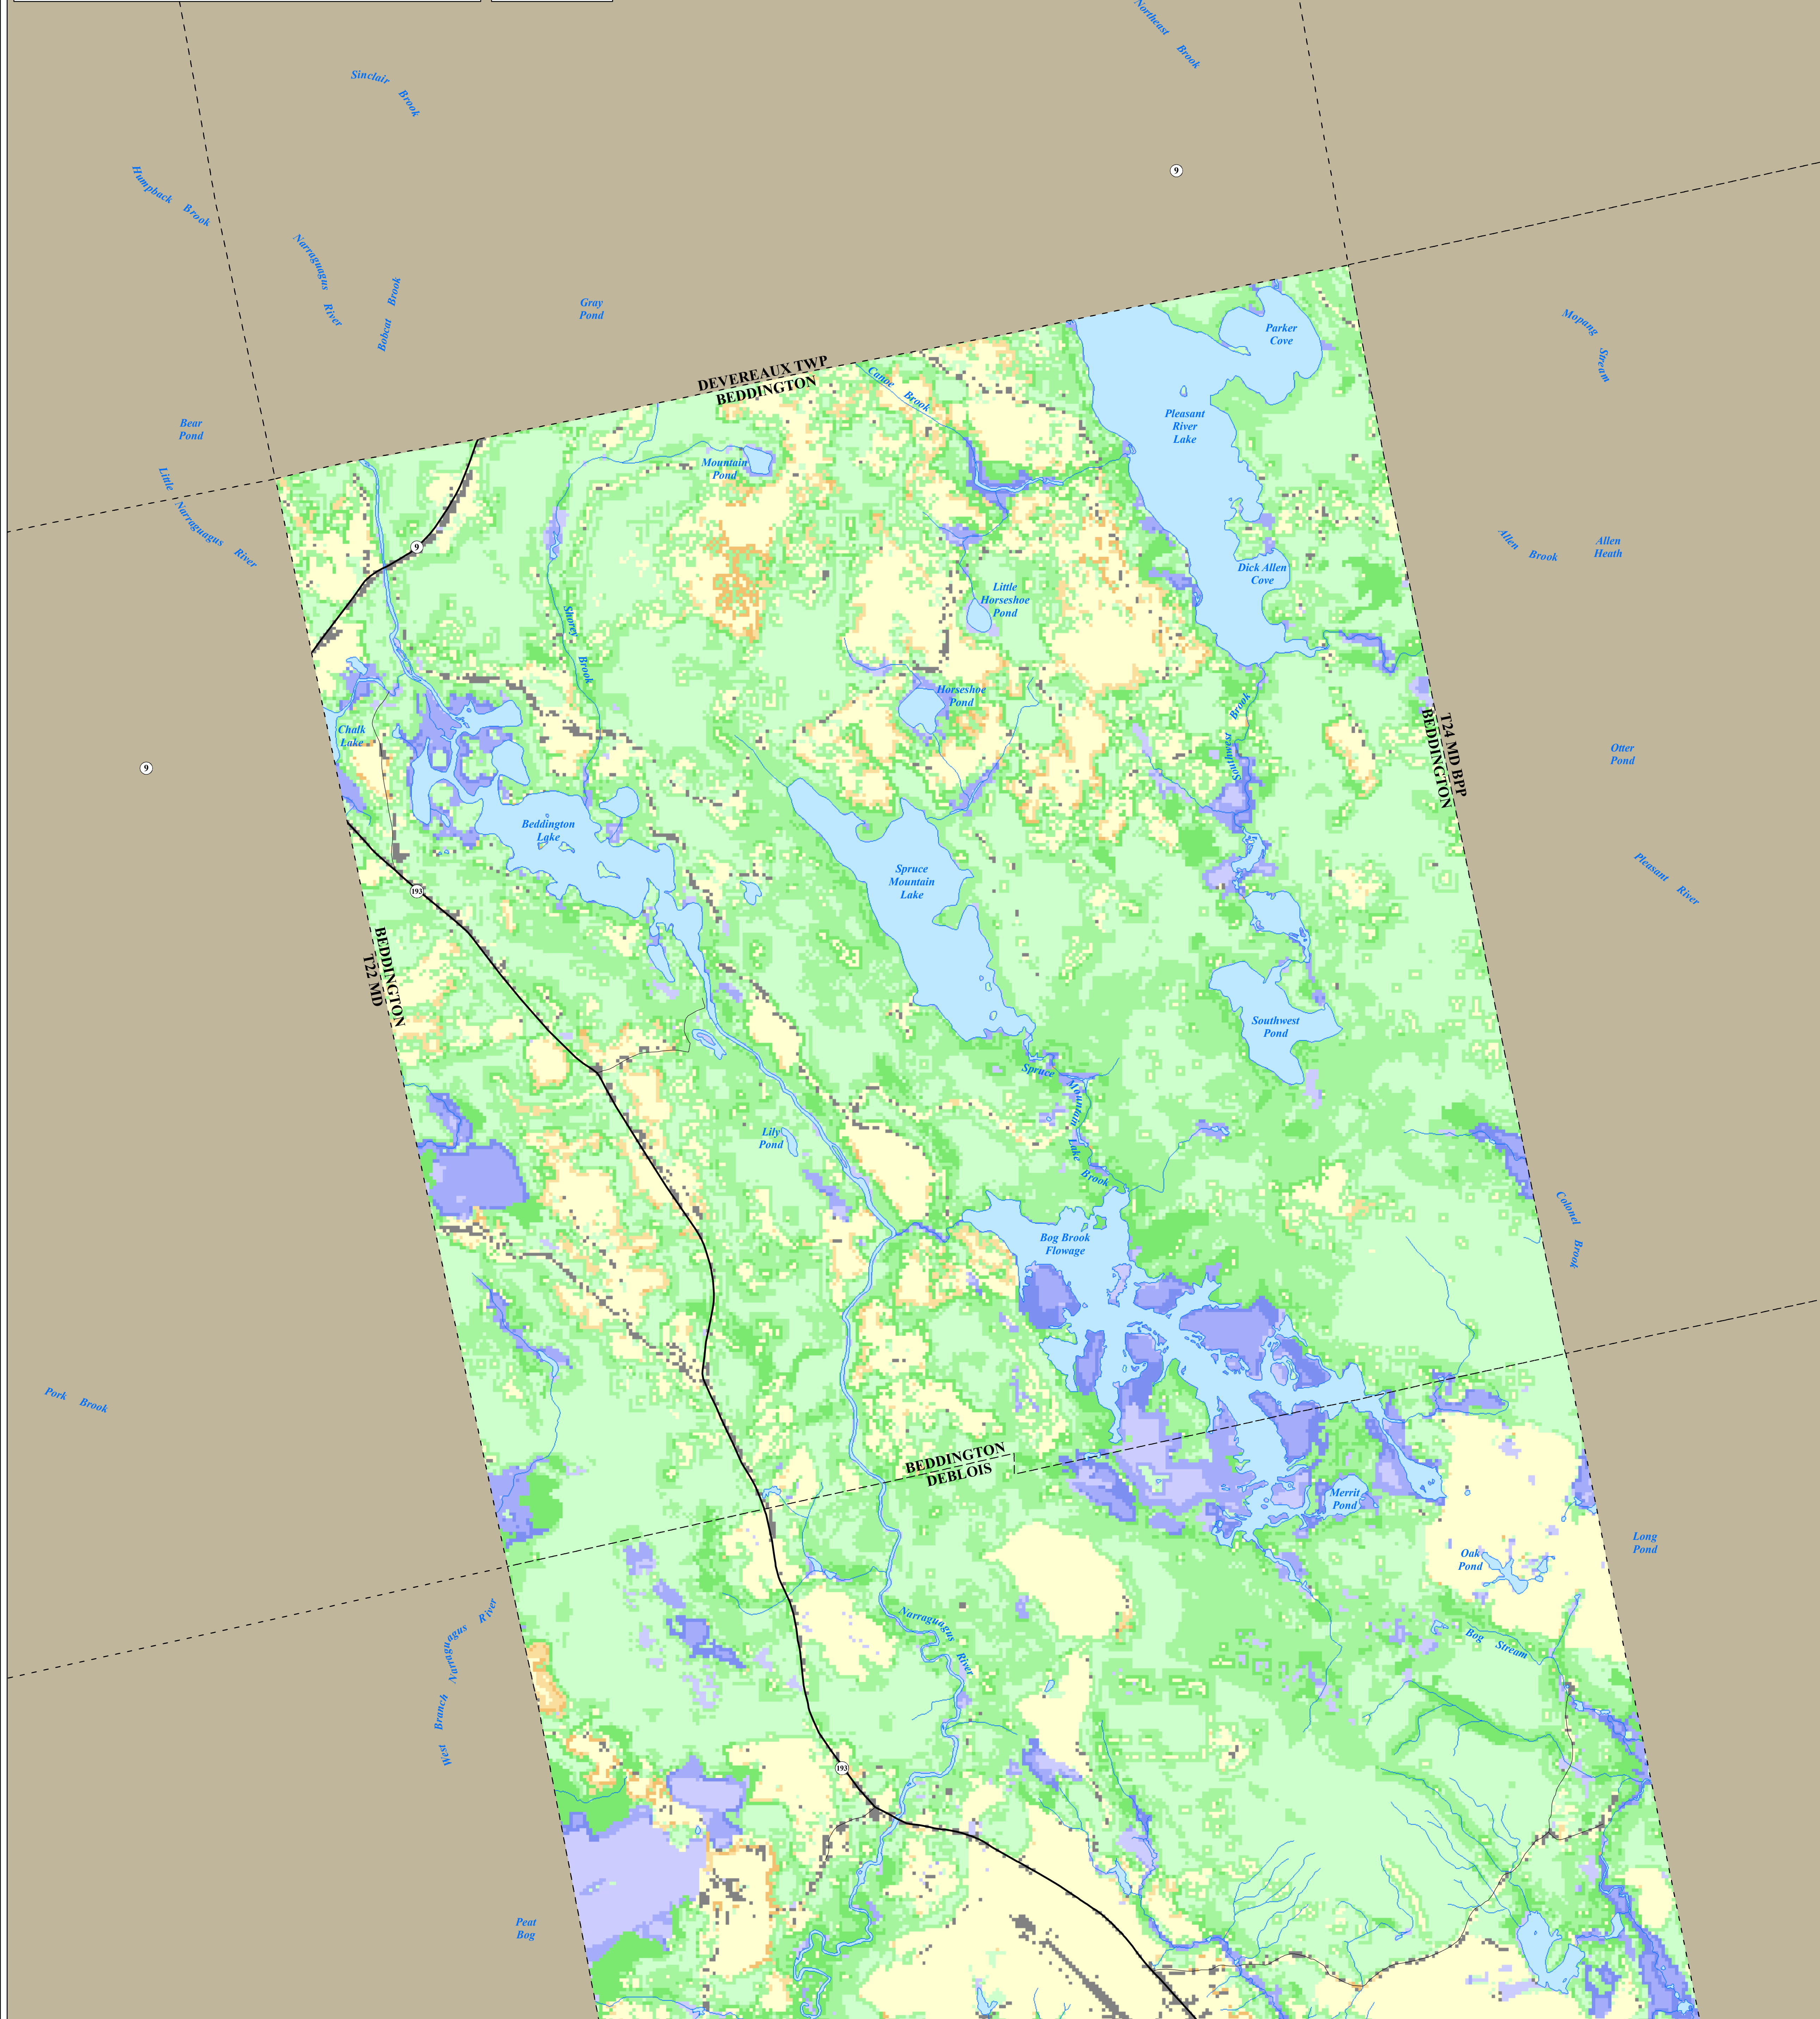 Northeast Brook
Sinclair Brook
9
Humpback Brook
Narraguagus River
Bobcat Brook
Gray
Pond
Mopang Stream
Parker
Cove
DEVEREAUX TWP
BEDDINGTON
Canoe Brook
Pleasant
River
Lake
Bear
Pond
Mountain
Pond
Little Narraguagus River
9
Allen Brook
Allen
Heath
Dick Allen
Cove
Little
Horseshoe
Pond
Storey Brook
Horseshoe
Pond
Southwest Brook
Chalk
Lake
T24 MD BPP
BEDDINGTON
Otter
Pond
9
Beddington
Lake
Spruce
Mountain
Lake
193
Pleasant River
BEDDINGTON
T22 MD
Southwest
Pond
Spruce Mountain Lake Brook
Lily
Pond
Colonel Brook
Bog Brook
Flowage
Pork Brook
BEDDINGTON
DEBLOIS
Merrit
Pond
Long
Pond
Oak
Pond
West Branch Narraguagus River
Narraguagus River
Bog Stream
193
Peat
Bog